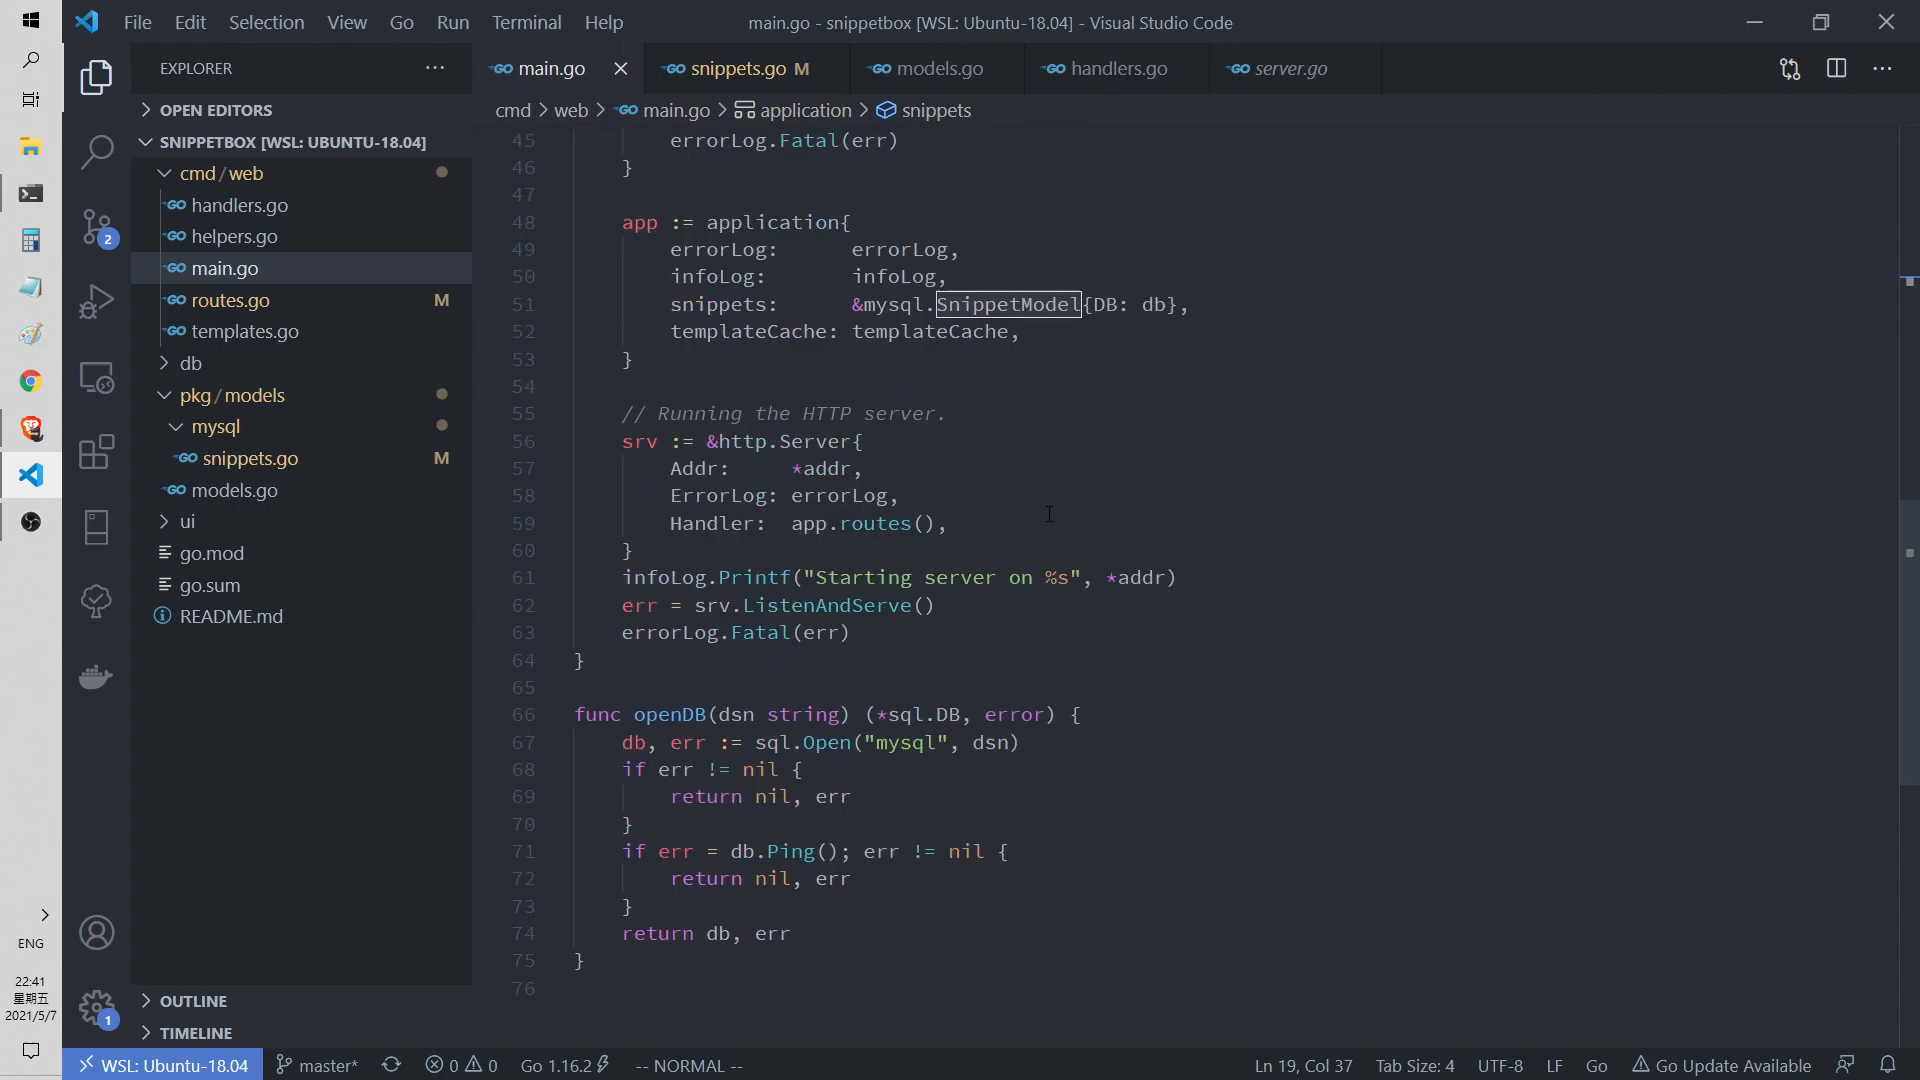 File Edit Selection View Go Run Terminal Help
main.go - snippetbox [WSL: Ubuntu-18.04] - Visual Studio Code
EXPLORER
OPEN EDITORS
SNIPPETBOX [WSL: UBUNTU-18.04]
cmd / web
handlers.go
helpers.go
main.go
routes.go M
templates.go
db
pkg / models
mysql
snippets.go M
models.go
ui
go.mod
go.sum
README.md
OUTLINE
TIMELINE
2
1
ENG
22:41
星期五
2021/5/7
GO main.go GO snippets.go M GO models.go GO handlers.go GO server.go
cmd > web > GO main.go > application > snippets
45 errorLog.Fatal(err)
46 }
47
48 app := application{
49 errorLog: errorLog,
50 infoLog: infoLog,
51 snippets: &mysql.SnippetModel{DB: db},
52 templateCache: templateCache,
53 }
54
55 // Running the HTTP server.
56 srv := &http.Server{
57 Addr: *addr,
58 ErrorLog: errorLog,
59 Handler: app.routes(),
60 }
61 infoLog.Printf("Starting server on %s", *addr)
62 err = srv.ListenAndServe()
63 errorLog.Fatal(err)
64 }
65
66 func openDB(dsn string) (*sql.DB, error) {
67 db, err := sql.Open("mysql", dsn)
68 if err != nil {
69 return nil, err
70 }
71 if err = db.Ping(); err != nil {
72 return nil, err
73 }
74 return db, err
75 }
76
WSL: Ubuntu-18.04 master* 0 0 Go 1.16.2 -- NORMAL -- Ln 19, Col 37 Tab Size: 4 UTF-8 LF Go Go Update Available